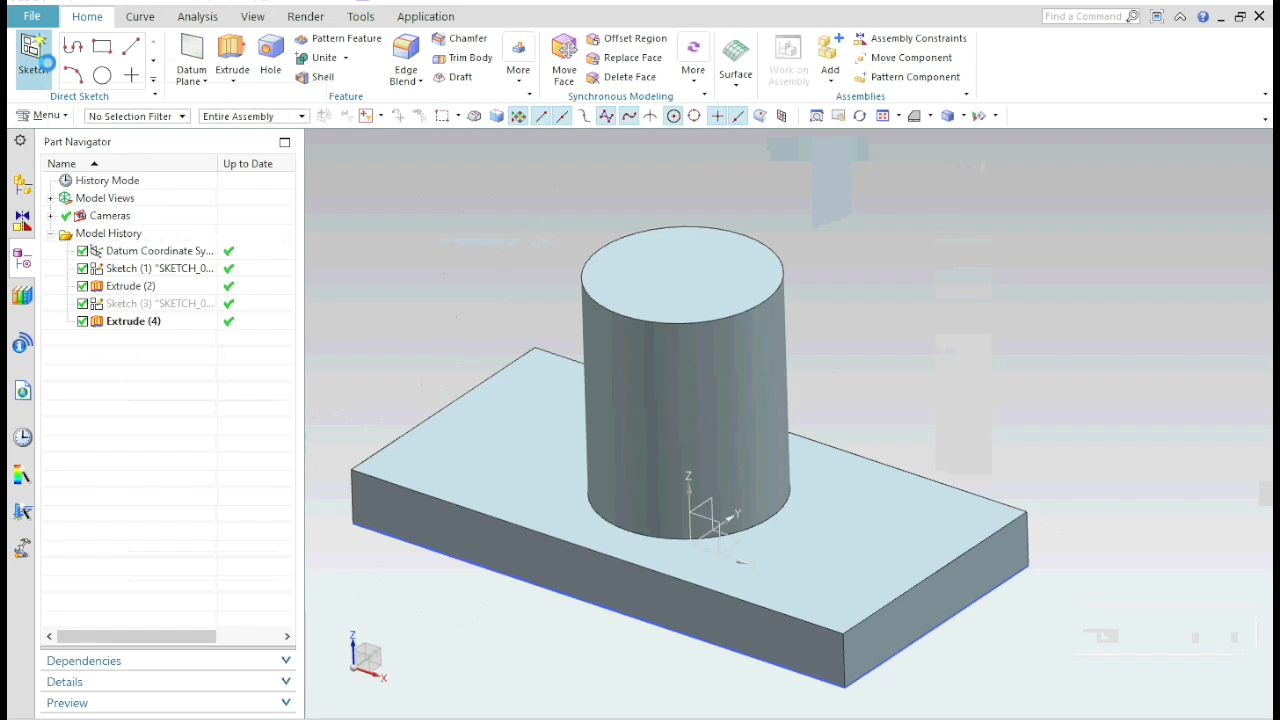 File Home Curve Analysis View Render Tools Application Find a Command
Sketch
Direct Sketch
Datum Plane
Extrude
Hole
Pattern Feature
Unite
Shell
Feature
Edge Blend
Chamfer
Trim Body
Draft
More
Move Face
Offset Region
Replace Face
Delete Face
More
Synchronous Modeling
Surface
Work on Assembly
Add
Assembly Constraints
Move Component
Pattern Component
Assemblies
Menu No Selection Filter Entire Assembly
Part Navigator
Name Up to Date
History Mode
Model Views
Cameras
Model History
Datum Coordinate Sy...
Sketch (1) "SKETCH_0...
Extrude (2)
Sketch (3) "SKETCH_0...
Extrude (4)
Z
Y
Z
X
Dependencies
Details
Preview